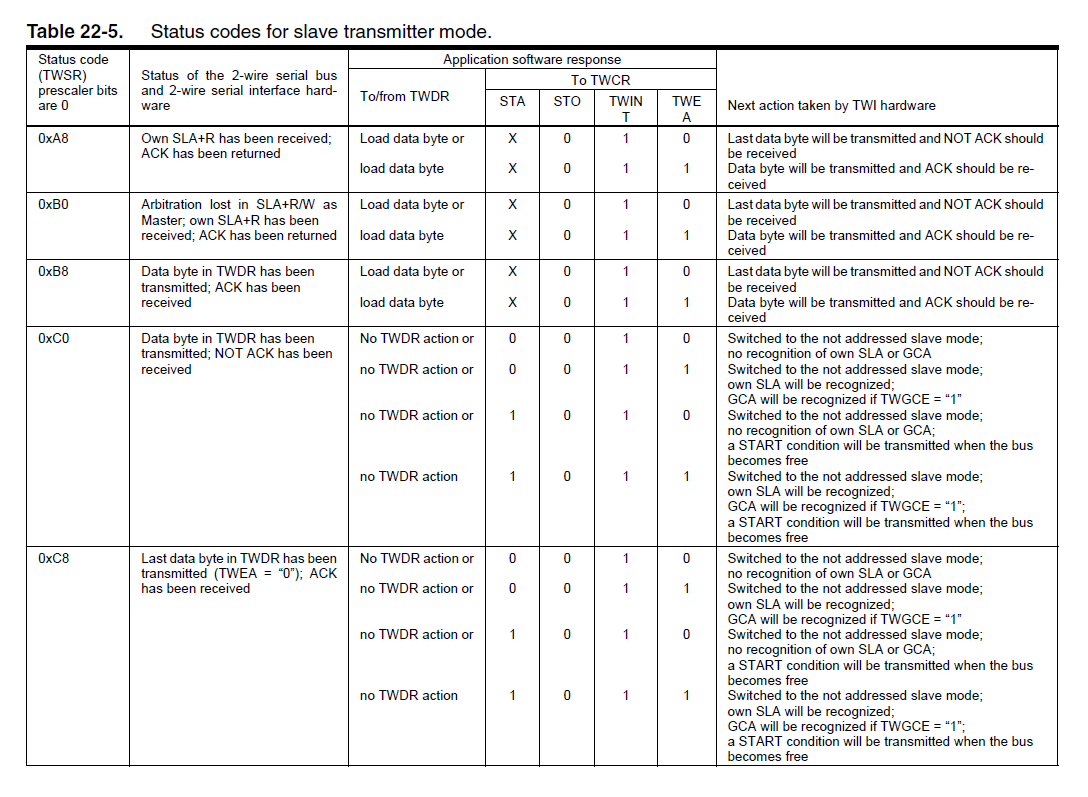 Table 22-5. Status codes for slave transmitter mode.
Status code
(TWSR)
prescaler bits
are 0
Status of the 2-wire serial bus
and 2-wire serial interface hard-
ware
Application software response
To/from TWDR
To TWCR
STA
STO
TWIN
T
TWE
A
Next action taken by TWI hardware
0xA8
Own SLA+R has been received;
ACK has been returned
Load data byte or X 0 1 0 Last data byte will be transmitted and NOT ACK should
be received
load data byte X 0 1 1 Data byte will be transmitted and ACK should be re-
ceived
0xB0
Arbitration lost in SLA+R/W as
Master; own SLA+R has been
received; ACK has been returned
Load data byte or X 0 1 0 Last data byte will be transmitted and NOT ACK should
be received
load data byte X 0 1 1 Data byte will be transmitted and ACK should be re-
ceived
0xB8
Data byte in TWDR has been
transmitted; ACK has been
received
Load data byte or X 0 1 0 Last data byte will be transmitted and NOT ACK should
be received
load data byte X 0 1 1 Data byte will be transmitted and ACK should be re-
ceived
0xC0
Data byte in TWDR has been
transmitted; NOT ACK has been
received
No TWDR action or 0 0 1 0 Switched to the not addressed slave mode;
no recognition of own SLA or GCA
no TWDR action or 0 0 1 1 Switched to the not addressed slave mode;
own SLA will be recognized;
GCA will be recognized if TWGCE = “1”
no TWDR action or 1 0 1 0 Switched to the not addressed slave mode;
no recognition of own SLA or GCA;
a START condition will be transmitted when the bus
becomes free
no TWDR action 1 0 1 1 Switched to the not addressed slave mode;
own SLA will be recognized;
GCA will be recognized if TWGCE = “1”;
a START condition will be transmitted when the bus
becomes free
0xC8
Last data byte in TWDR has been
transmitted (TWEA = “0”); ACK
has been received
No TWDR action or 0 0 1 0 Switched to the not addressed slave mode;
no recognition of own SLA or GCA
no TWDR action or 0 0 1 1 Switched to the not addressed slave mode;
own SLA will be recognized;
GCA will be recognized if TWGCE = “1”
no TWDR action or 1 0 1 0 Switched to the not addressed slave mode;
no recognition of own SLA or GCA;
a START condition will be transmitted when the bus
becomes free
no TWDR action 1 0 1 1 Switched to the not addressed slave mode;
own SLA will be recognized;
GCA will be recognized if TWGCE = “1”;
a START condition will be transmitted when the bus
becomes free